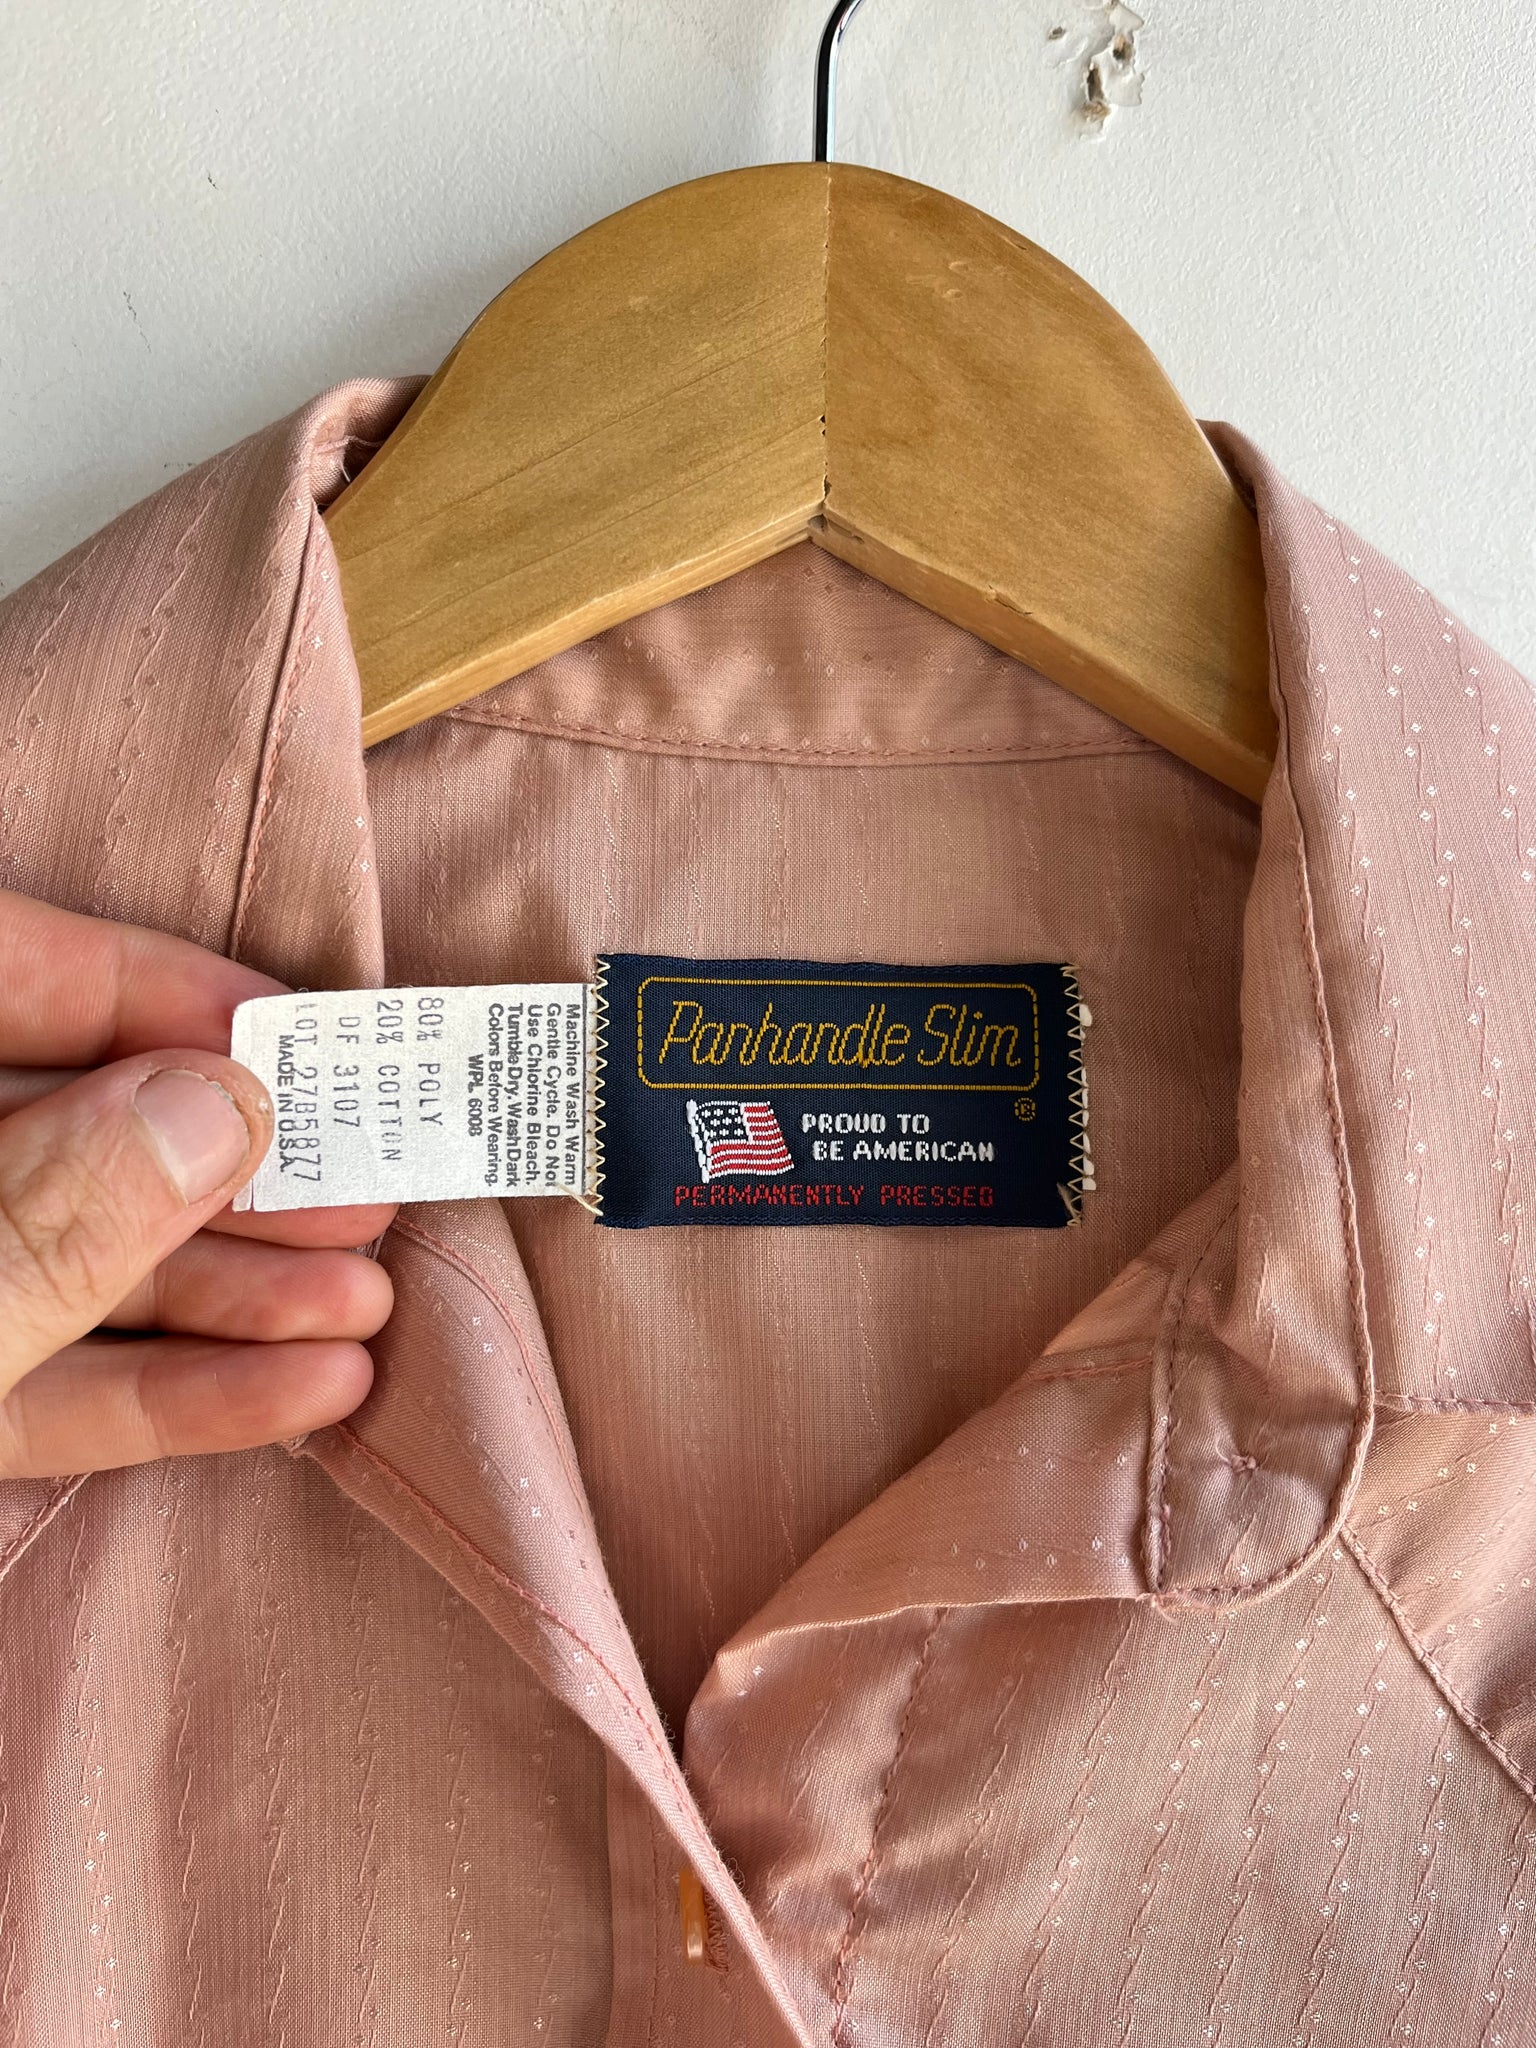 Panhandle Slim
®
PROUD TO
BE AMERICAN
PERMANENTLY PRESSED
Machine Wash Warm
Gentle Cycle. Do Not
Use Chlorine Bleach.
Tumble Dry. Wash Dark
Colors Before Wearing.
WPL 6008
80% POLY
20% COTTON
DF 3107
LOT 27B5877
MADE IN U.S.A.